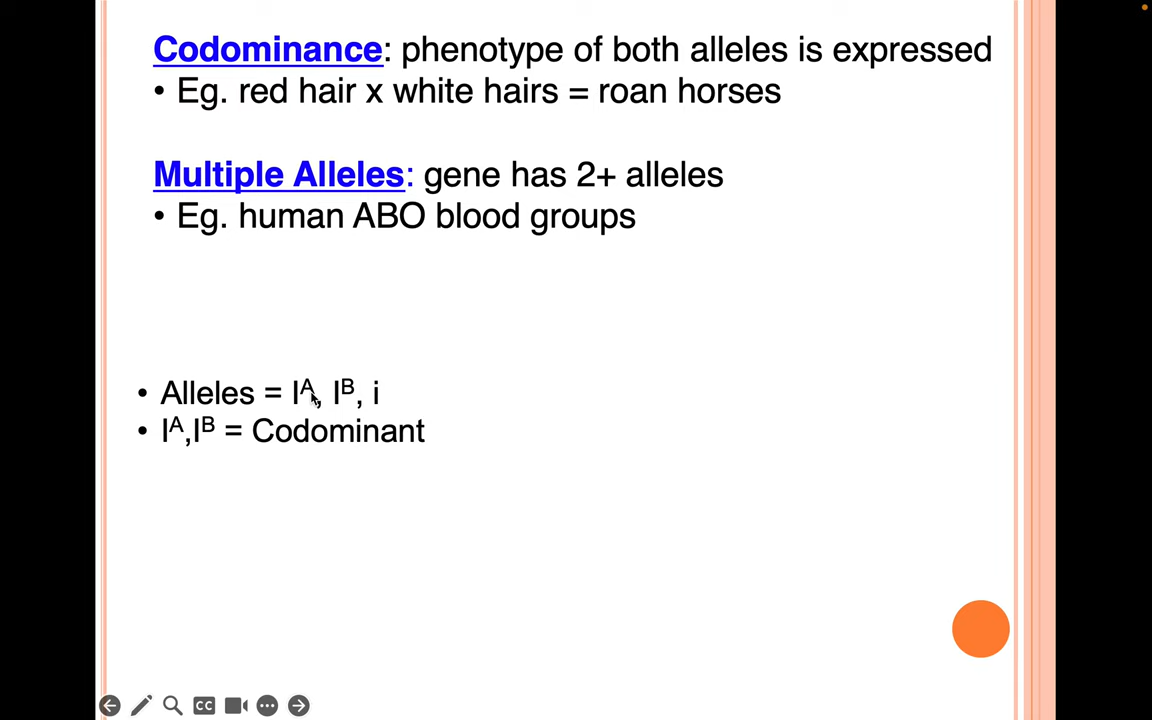 Codominance: phenotype of both alleles is expressed
• Eg. red hair x white hairs = roan horses
Multiple Alleles: gene has 2+ alleles
• Eg. human ABO blood groups
• Alleles = Iᴬ, Iᴮ, i
• Iᴬ,Iᴮ = Codominant
CC